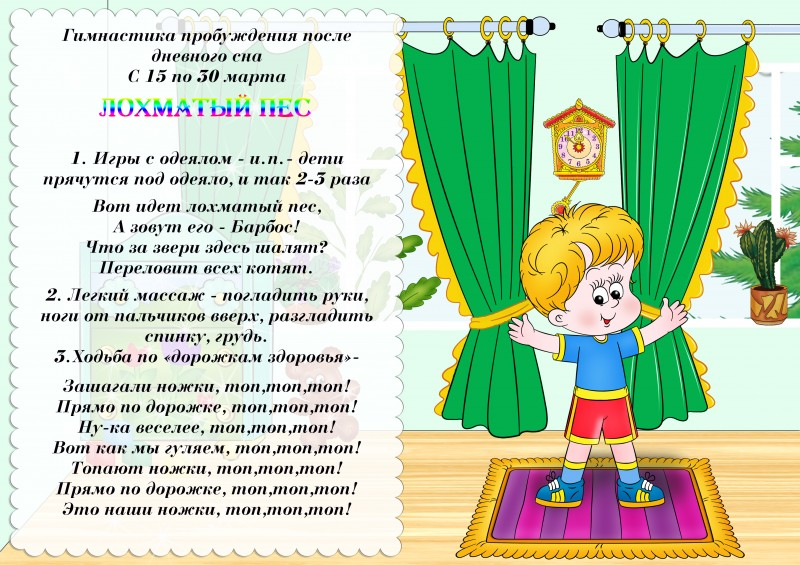 Гимнастика пробуждения после
дневного сна
С 15 по 30 марта
ЛОХМАТЫЙ ПЕС
1. Игры с одеялом - и.п.- дети
прячутся под одеяло, и так 2-3 раза
Вот идет лохматый пес,
А зовут его - Барбос!
Что за звери здесь шалят?
Переловит всех котят.
2. Легкий массаж - погладить руки,
ноги от пальчиков вверх, разгладить
спинку, грудь.
3.Ходьба по «дорожкам здоровья»-
Зашагали ножки, топ,топ,топ!
Прямо по дорожке, топ,топ,топ!
Ну-ка веселее, топ,топ,топ!
Вот как мы гуляем, топ,топ,топ!
Топают ножки, топ,топ,топ!
Прямо по дорожке, топ,топ,топ!
Это наши ножки, топ,топ,топ!